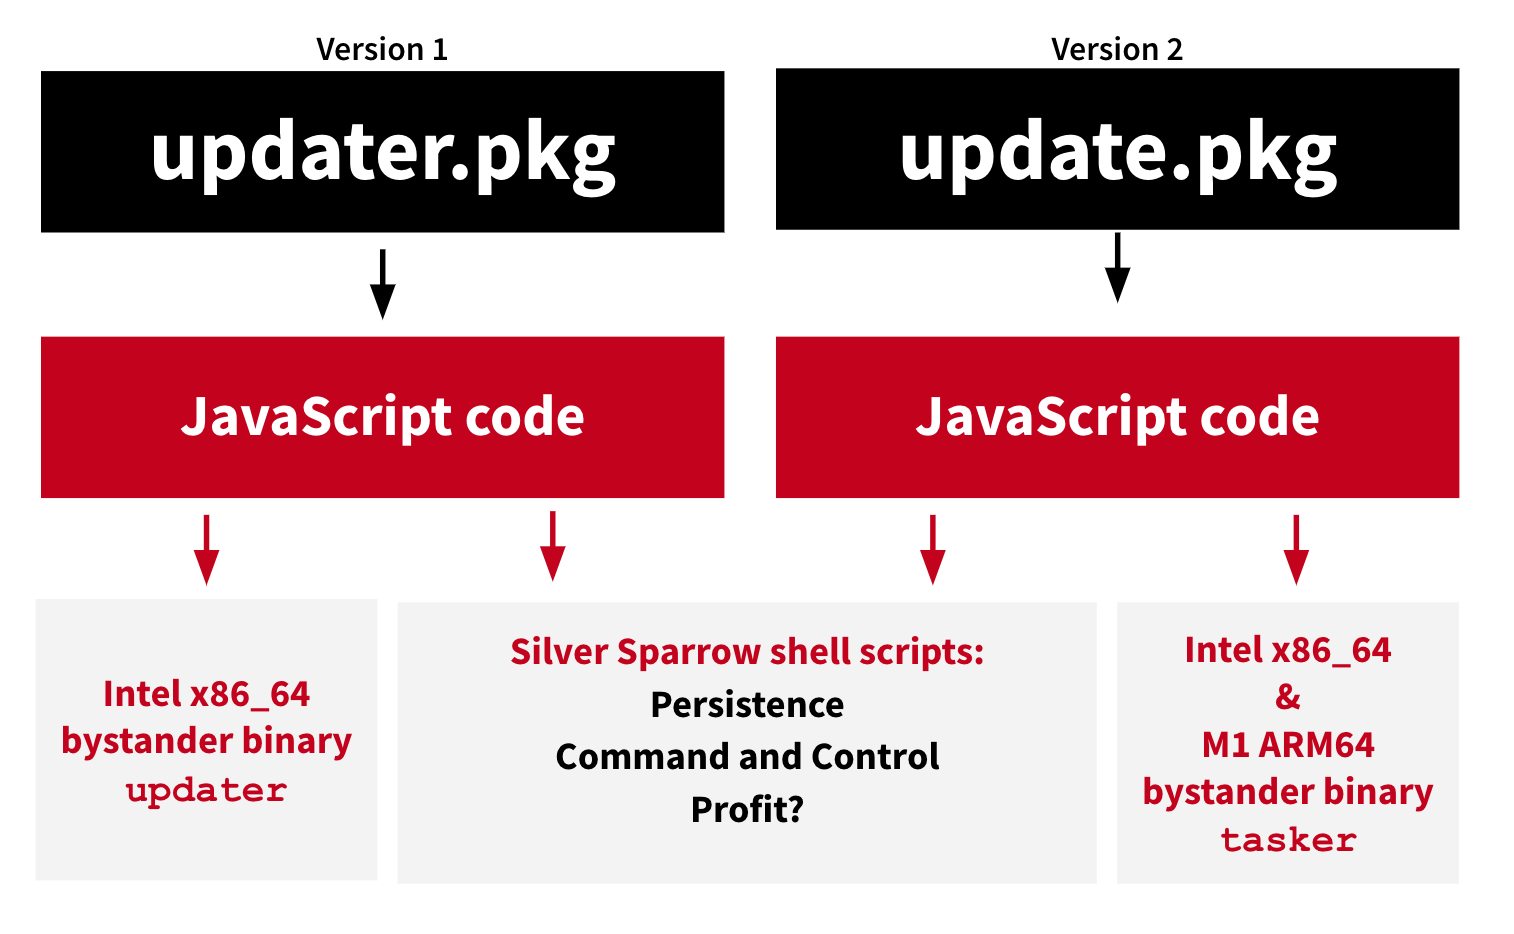 Version 1
updater.pkg
JavaScript code
Version 2
update.pkg
JavaScript code
Intel x86_64
bystander binary
updater
Silver Sparrow shell scripts:
Persistence
Command and Control
Profit?
Intel x86_64
&
M1 ARM64
bystander binary
tasker